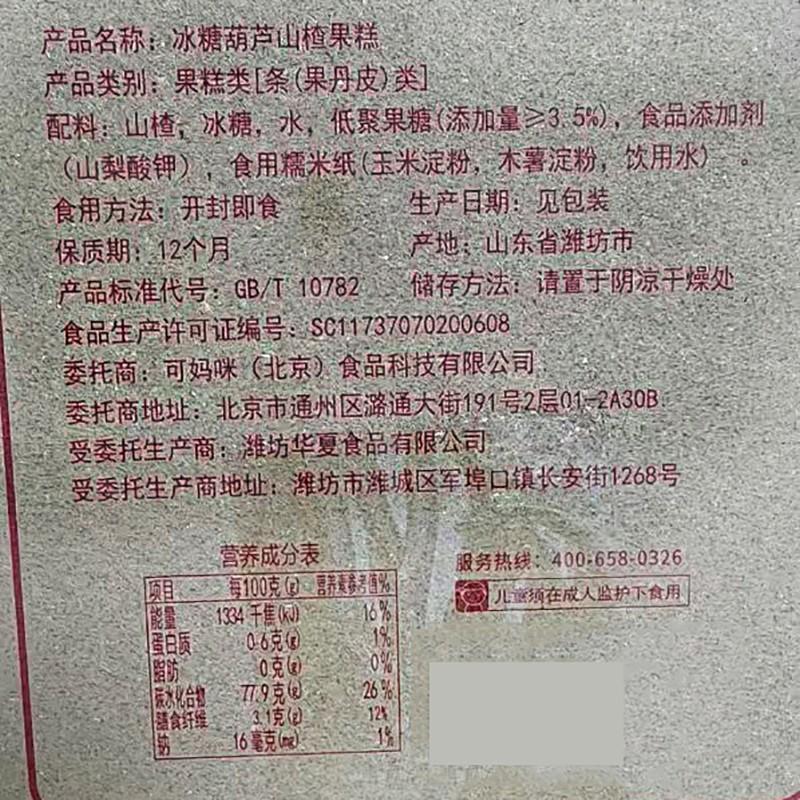 产品名称：冰糖葫芦山楂果糕
产品类别：果糕类[条(果丹皮)类]
配料：山楂，冰糖，水，低聚果糖(添加量≥3.5%)，食品添加剂
（山梨酸钾），食用糯米纸(玉米淀粉，木薯淀粉，饮用水)。
食用方法：开封即食 生产日期：见包装
保质期：12个月 产地：山东省潍坊市
产品标准代号：GB/T 10782 储存方法：请置于阴凉干燥处
食品生产许可证编号：SC11737070200608
委托商：可妈咪（北京）食品科技有限公司
委托商地址：北京市通州区潞通大街191号2层01-2A30B
受委托生产商：潍坊华夏食品有限公司
受委托生产商地址：潍坊市潍城区军埠口镇长安街1268号
营养成分表
项目 每100克(g) 营养素参考值%
能量 1334 千焦(kJ) 16%
蛋白质 0.6克(g) 1%
脂肪 0克(g) 0%
碳水化合物 77.9克(g) 26%
膳食纤维 3.1克(g) 12%
钠 16毫克(mg) 1%
服务热线：400-658-0326
儿童须在成人监护下食用